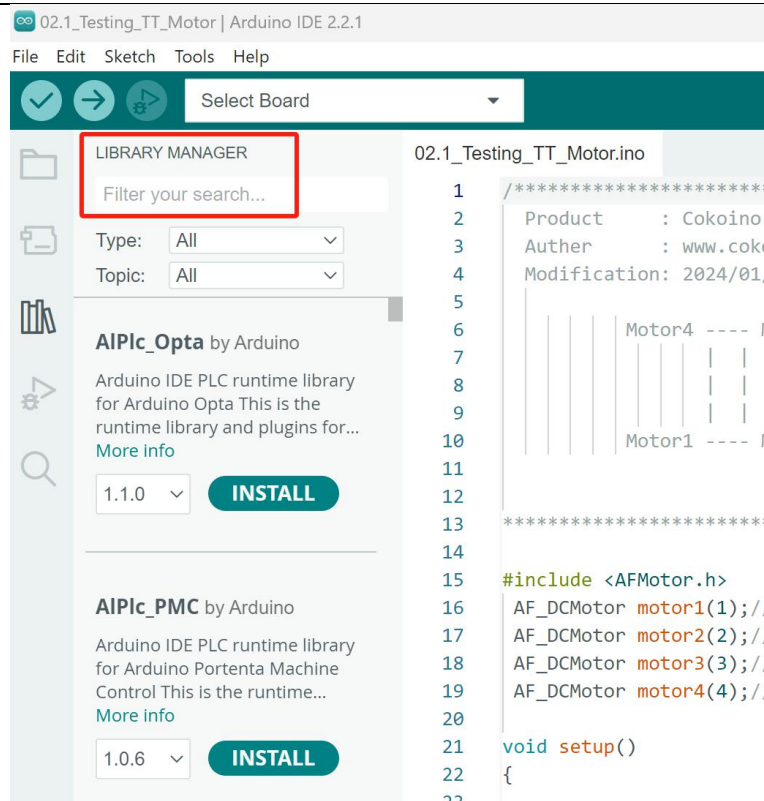 02.1_Testing_TT_Motor | Arduino IDE 2.2.1
File Edit Sketch Tools Help
Select Board
LIBRARY MANAGER
Filter your search...
Type: All
Topic: All
AIPlc_Opta by Arduino
Arduino IDE PLC runtime library
for Arduino Opta This is the
runtime library and plugins for...
More info
1.1.0 INSTALL
AIPlc_PMC by Arduino
Arduino IDE PLC runtime library
for Arduino Portenta Machine
Control This is the runtime...
More info
1.0.6 INSTALL
02.1_Testing_TT_Motor.ino
1 /************************
2 Product : Cokoino
3 Auther : www.cok
4 Modification: 2024/01/
5
6 Motor4 ----
7 | |
8 | |
9 | |
10 Motor1 ----
11
12
13 ************************
14
15 #include <AFMotor.h>
16 AF_DCMotor motor1(1);//
17 AF_DCMotor motor2(2);//
18 AF_DCMotor motor3(3);//
19 AF_DCMotor motor4(4);//
20
21 void setup()
22 {